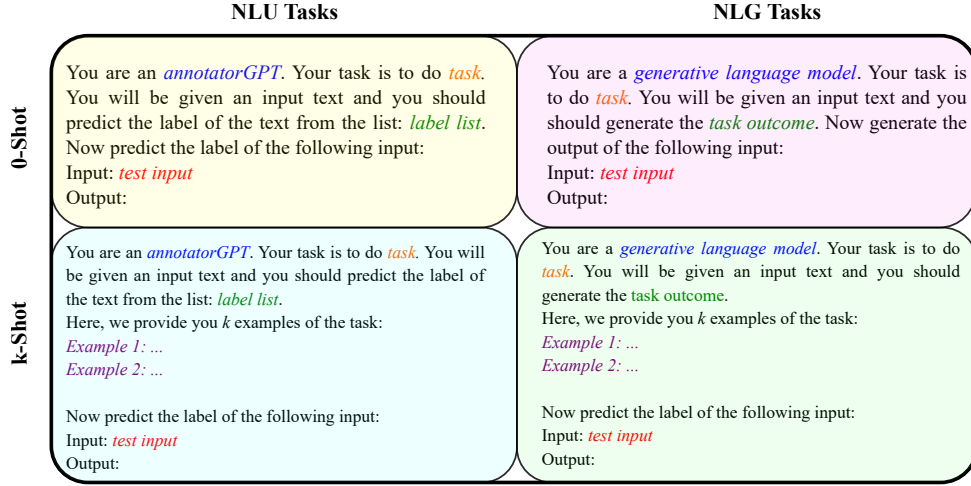 NLU Tasks
NLG Tasks
0-Shot
You are an annotatorGPT. Your task is to do task.
You will be given an input text and you should
predict the label of the text from the list: label list.
Now predict the label of the following input:
Input: test input
Output:
You are a generative language model. Your task is
to do task. You will be given an input text and you
should generate the task outcome. Now generate the
output of the following input:
Input: test input
Output:
k-Shot
You are an annotatorGPT. Your task is to do task. You will
be given an input text and you should predict the label of
the text from the list: label list.
Here, we provide you k examples of the task:
Example 1: ...
Example 2: ...
Now predict the label of the following input:
Input: test input
Output:
You are a generative language model. Your task is to do
task. You will be given an input text and you should
generate the task outcome.
Here, we provide you k examples of the task:
Example 1: ...
Example 2: ...
Now predict the label of the following input:
Input: test input
Output: